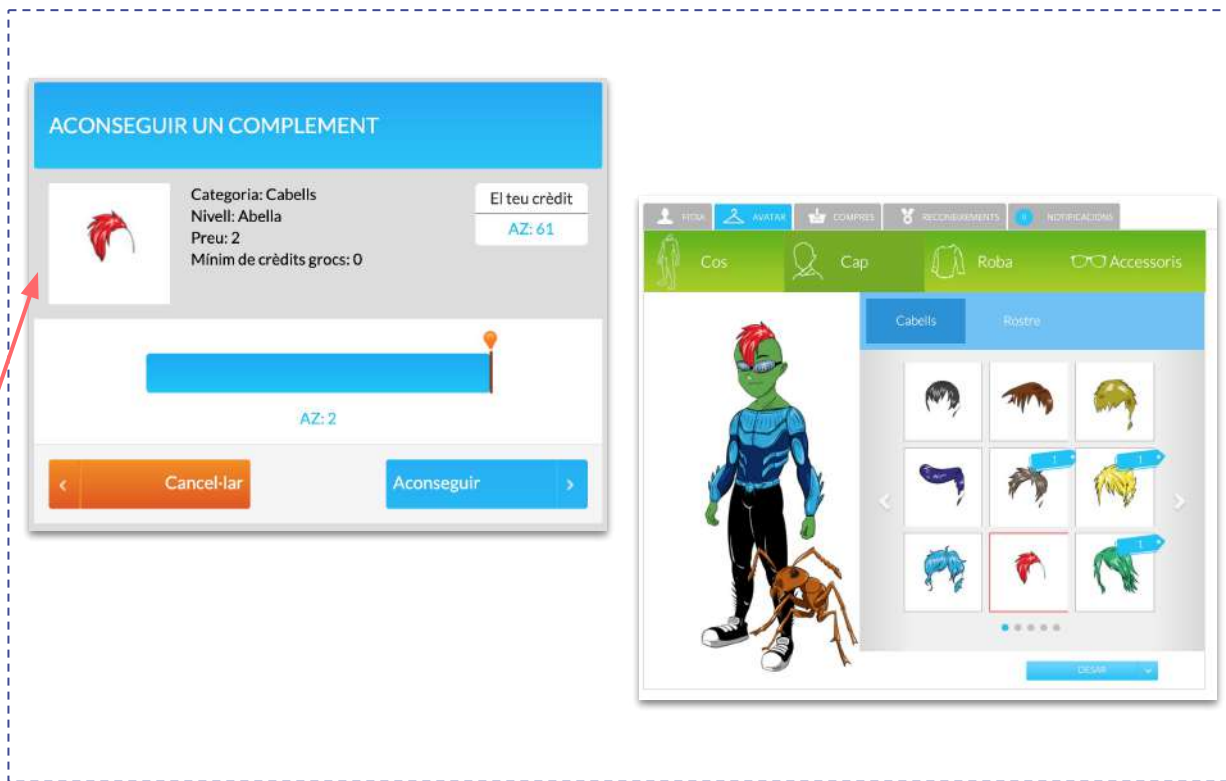 ACONSEGUIR UN COMPLEMENT
Categoria: Cabells
Nivell: Abella
Preu: 2
Mínim de crèdits grocs: 0
El teu crèdit
AZ: 61
AZ: 2
Cancel·lar
Aconseguir
FITXA AVATAR COMPRES RECONEIXEMENTS 0 NOTIFICACIONS
Cos Cap Roba Accessoris
Cabells Rostre
1 1
1
DESAR